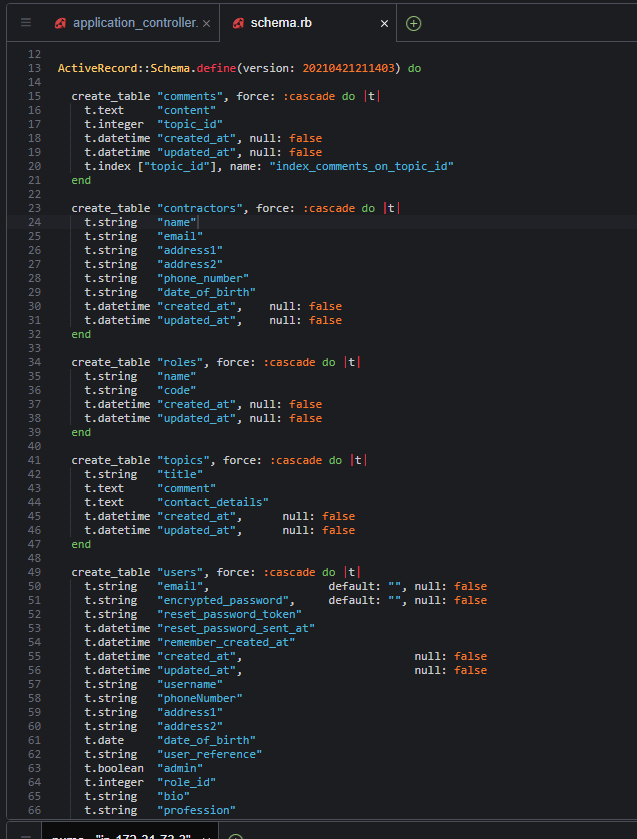 application_controller. ×
schema.rb ×
12
13 ActiveRecord::Schema.define(version: 20210421211403) do
14
15   create_table "comments", force: :cascade do |t|
16     t.text     "content"
17     t.integer  "topic_id"
18     t.datetime "created_at", null: false
19     t.datetime "updated_at", null: false
20     t.index ["topic_id"], name: "index_comments_on_topic_id"
21   end
22
23   create_table "contractors", force: :cascade do |t|
24     t.string   "name"
25     t.string   "email"
26     t.string   "address1"
27     t.string   "address2"
28     t.string   "phone_number"
29     t.string   "date_of_birth"
30     t.datetime "created_at",    null: false
31     t.datetime "updated_at",    null: false
32   end
33
34   create_table "roles", force: :cascade do |t|
35     t.string   "name"
36     t.string   "code"
37     t.datetime "created_at", null: false
38     t.datetime "updated_at", null: false
39   end
40
41   create_table "topics", force: :cascade do |t|
42     t.string   "title"
43     t.text     "comment"
44     t.text     "contact_details"
45     t.datetime "created_at",      null: false
46     t.datetime "updated_at",      null: false
47   end
48
49   create_table "users", force: :cascade do |t|
50     t.string   "email",                  default: "", null: false
51     t.string   "encrypted_password",     default: "", null: false
52     t.string   "reset_password_token"
53     t.datetime "reset_password_sent_at"
54     t.datetime "remember_created_at"
55     t.datetime "created_at",                          null: false
56     t.datetime "updated_at",                          null: false
57     t.string   "username"
58     t.string   "phoneNumber"
59     t.string   "address1"
60     t.string   "address2"
61     t.date     "date_of_birth"
62     t.string   "user_reference"
63     t.boolean  "admin"
64     t.integer  "role_id"
65     t.string   "bio"
66     t.string   "profession"